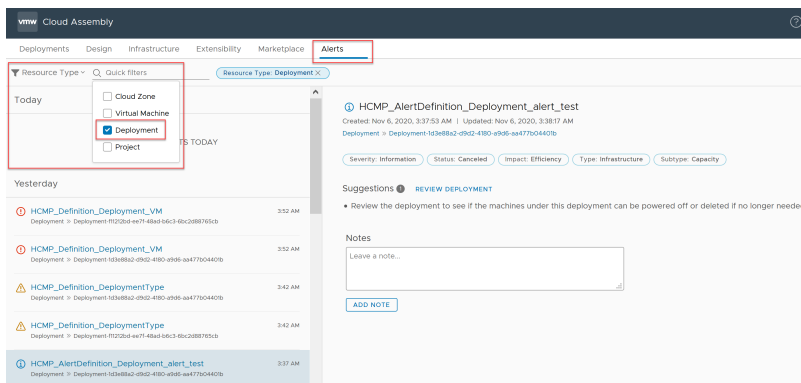 vmw Cloud Assembly
Deployments Design Infrastructure Extensibility Marketplace Alerts
Resource Type Quick filters Resource Type: Deployment ×
Today
Cloud Zone
Virtual Machine
Deployment
Project
TS TODAY
Yesterday
HCMP_Definition_Deployment_VM 3:52 AM
Deployment » Deployment-f11212bd-ee7f-48ad-b6c3-6bc2d88765cb
HCMP_Definition_Deployment_VM 3:52 AM
Deployment » Deployment-1d3e88a2-d9d2-4180-a9d6-aa477b04401b
HCMP_Definition_DeploymentType 3:42 AM
Deployment » Deployment-1d3e88a2-d9d2-4180-a9d6-aa477b04401b
HCMP_Definition_DeploymentType 3:42 AM
Deployment » Deployment-f11212bd-ee7f-48ad-b6c3-6bc2d88765cb
HCMP_AlertDefinition_Deployment_alert_test 3:37 AM
Deployment » Deployment-1d3e88a2-d9d2-4180-a9d6-aa477b04401b
HCMP_AlertDefinition_Deployment_alert_test
Created: Nov 6, 2020, 3:37:53 AM | Updated: Nov 6, 2020, 3:38:17 AM
Deployment » Deployment-1d3e88a2-d9d2-4180-a9d6-aa477b04401b
Severity: Information Status: Canceled Impact: Efficiency Type: Infrastructure Subtype: Capacity
Suggestions REVIEW DEPLOYMENT
• Review the deployment to see if the machines under this deployment can be powered off or deleted if no longer neede
Notes
Leave a note...
ADD NOTE